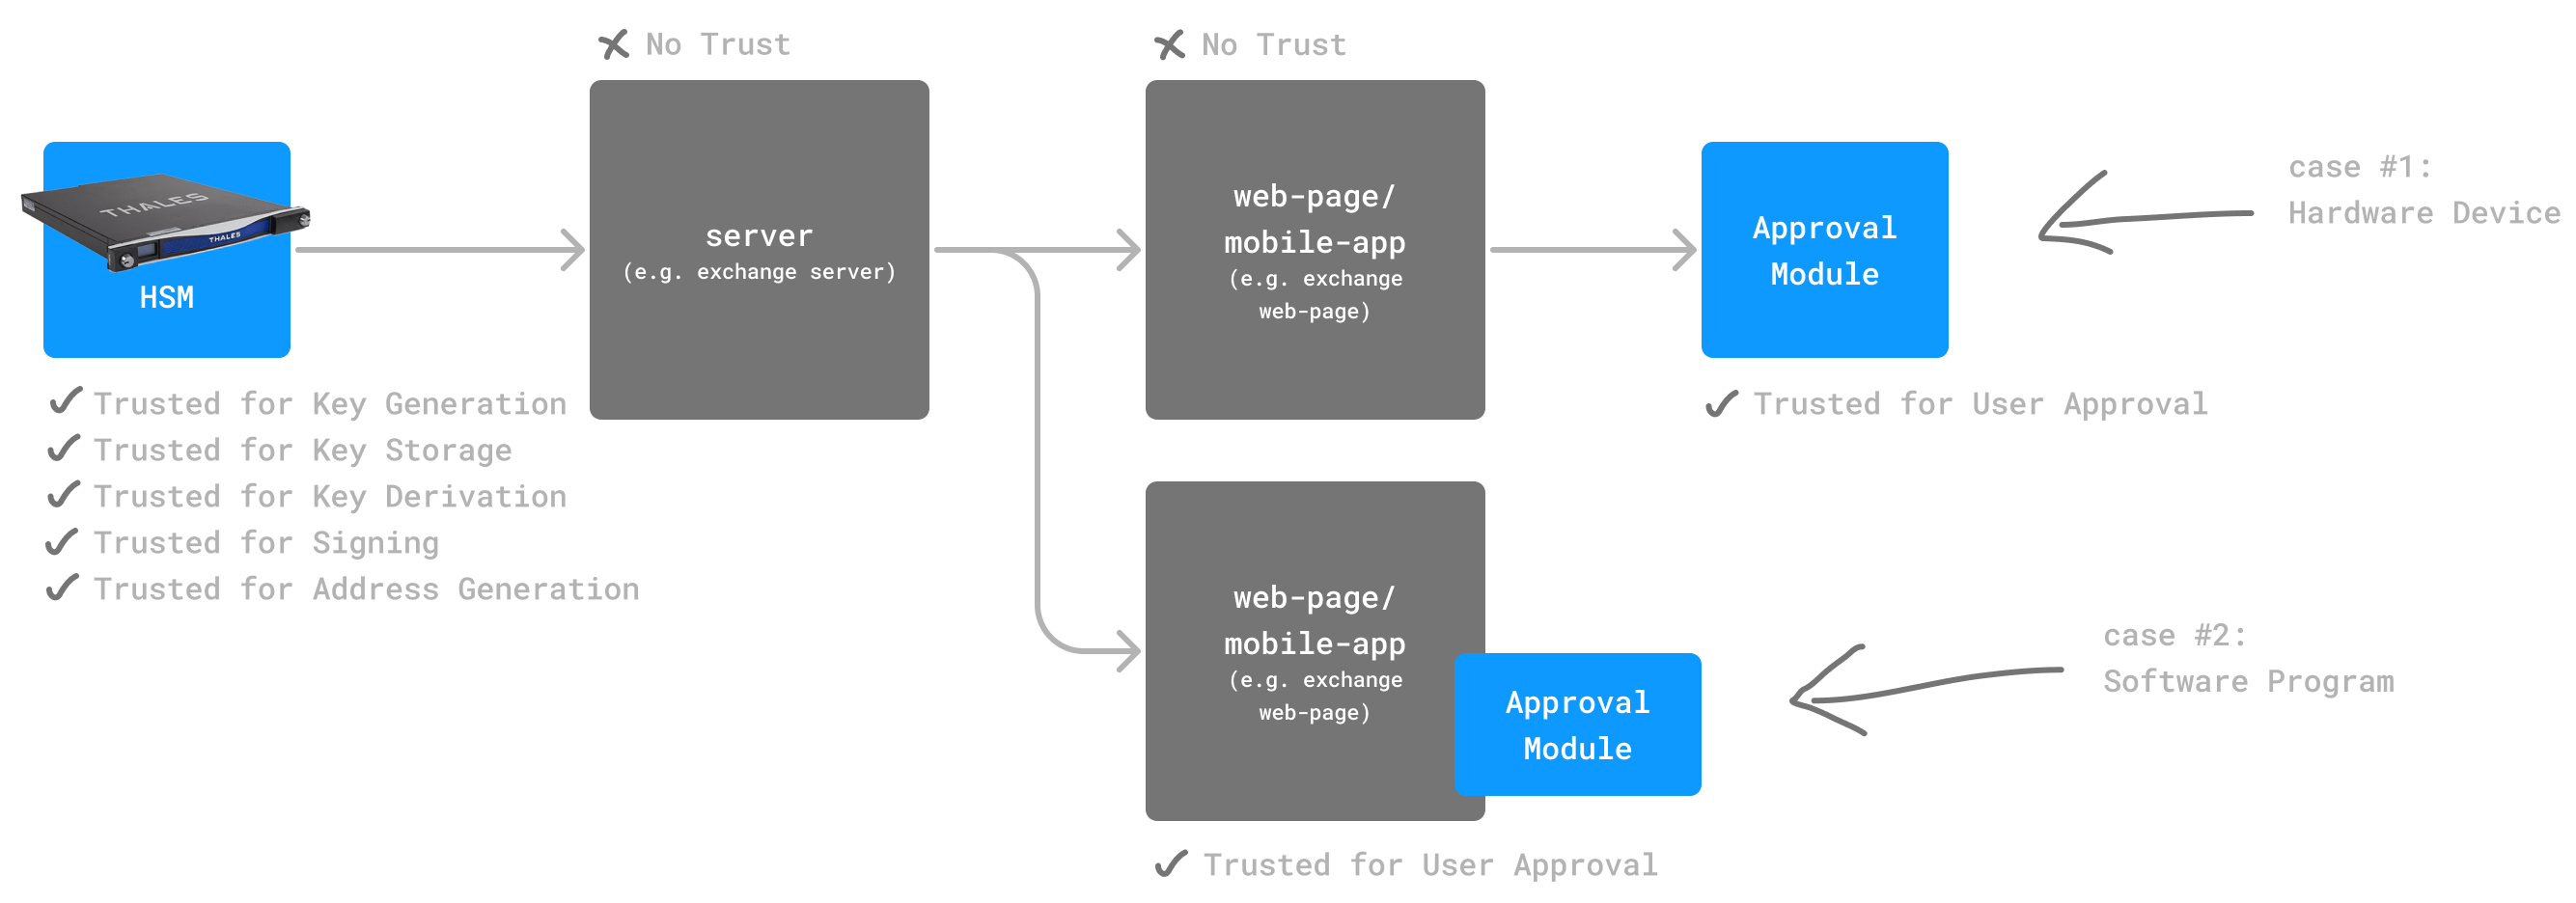 No Trust
No Trust
THALES
THALES
HSM
server
(e.g. exchange server)
web-page/
mobile-app
(e.g. exchange
web-page)
Approval
Module
case #1:
Hardware Device
Trusted for Key Generation
Trusted for Key Storage
Trusted for Key Derivation
Trusted for Signing
Trusted for Address Generation
Trusted for User Approval
web-page/
mobile-app
(e.g. exchange
web-page)
Approval
Module
case #2:
Software Program
Trusted for User Approval